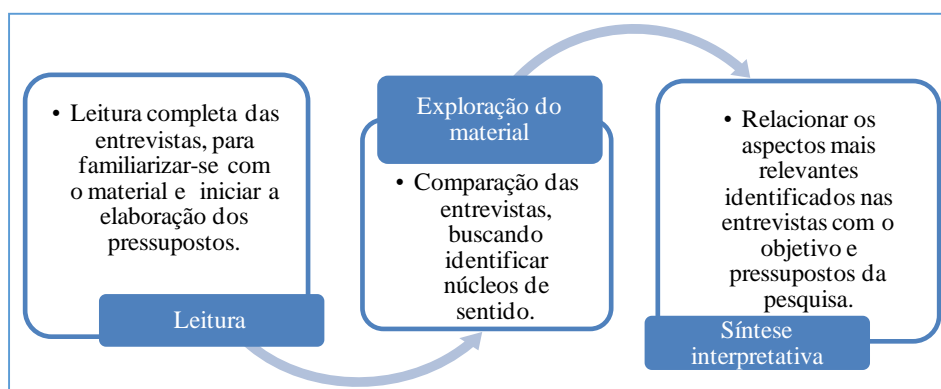 • Leitura completa das
entrevistas, para
familiarizar-se com
o material e iniciar a
elaboração dos
pressupostos.
Leitura
Exploração do
material
• Comparação das
entrevistas,
buscando
identificar
núcleos de
sentido.
• Relacionar os
aspectos mais
relevantes
identificados nas
entrevistas com o
objetivo e
pressupostos da
pesquisa.
Síntese
interpretativa